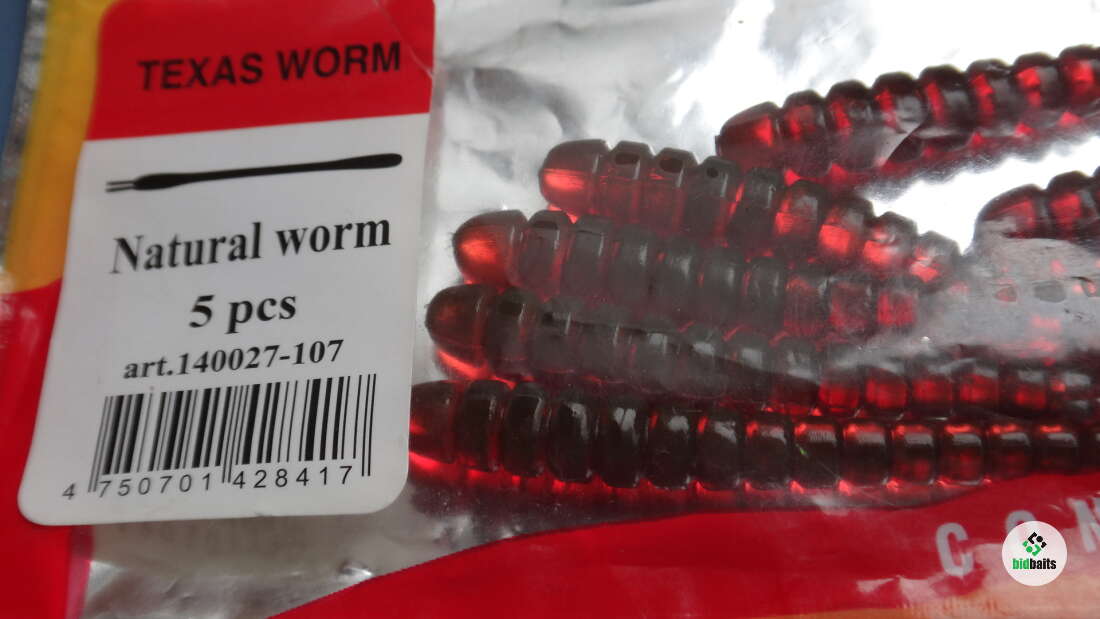 TEXAS WORM
Natural worm
5 pcs
art.140027-107
4 750701 428417
bidbaits